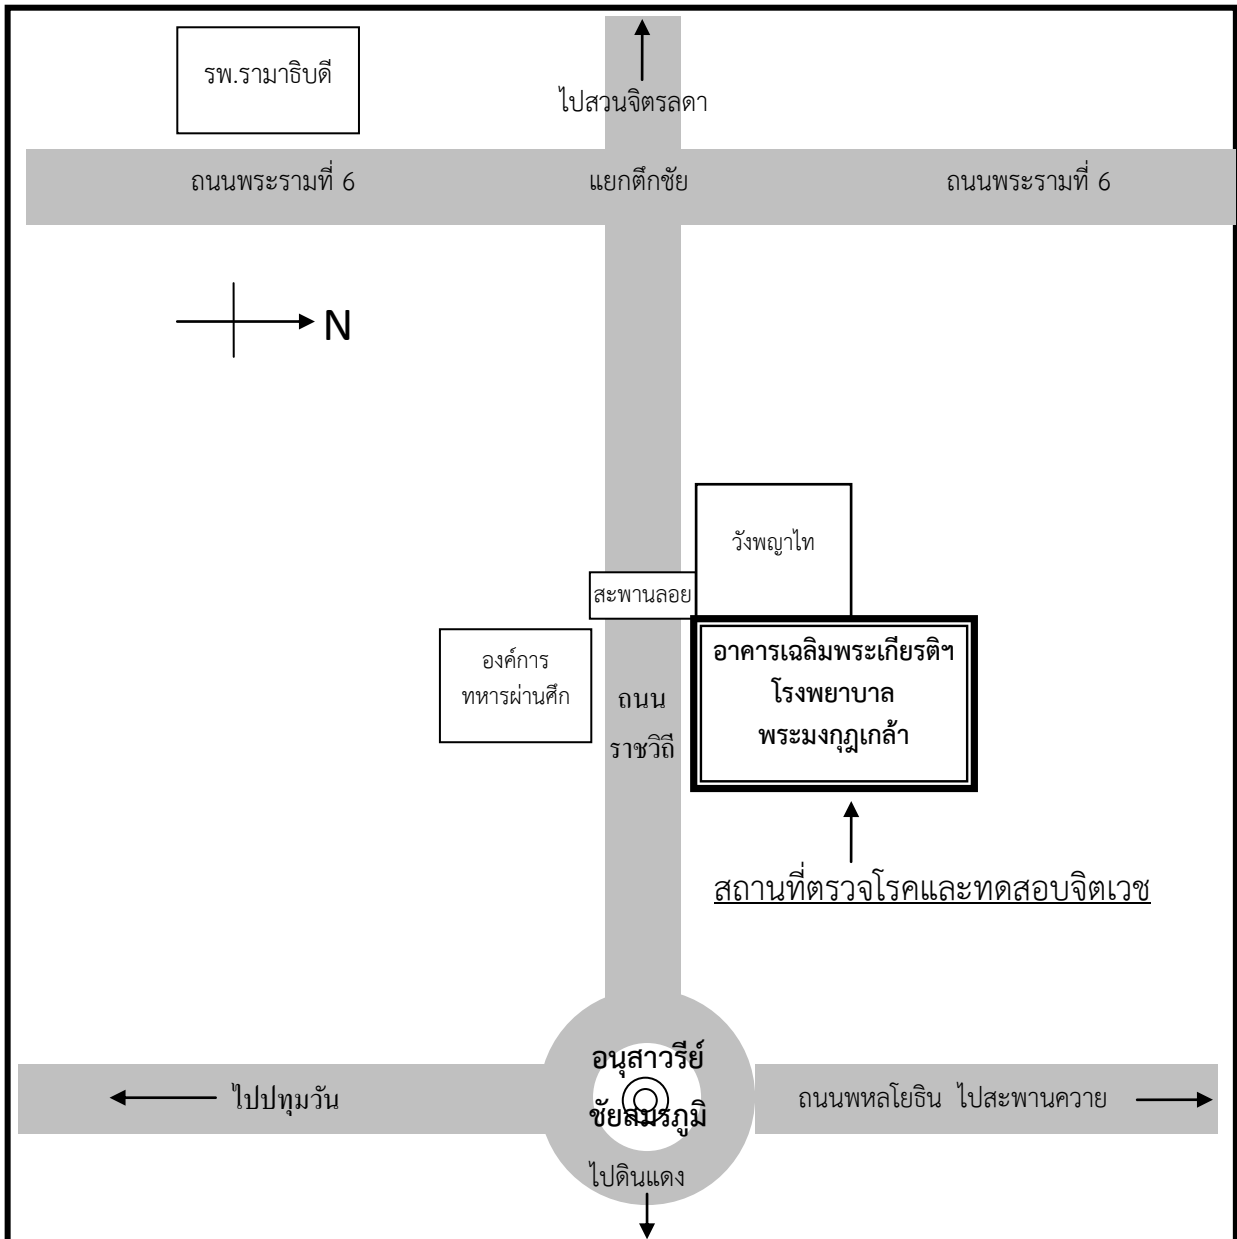 รพ.รามาธิบดี
ไปสวนจิตรลดา
ถนนพระรามที่ 6
แยกตึกชัย
ถนนพระรามที่ 6
N
วังพญาไท
สะพานลอย
องค์การ
ทหารผ่านศึก
ถนน
ราชวิถี
อาคารเฉลิมพระเกียรติฯ
โรงพยาบาล
พระมงกุฎเกล้า
สถานที่ตรวจโรคและทดสอบจิตเวช
อนุสาวรีย์
ชัยสมรภูมิ
ไปปทุมวัน
ถนนพหลโยธิน ไปสะพานควาย
ไปดินแดง